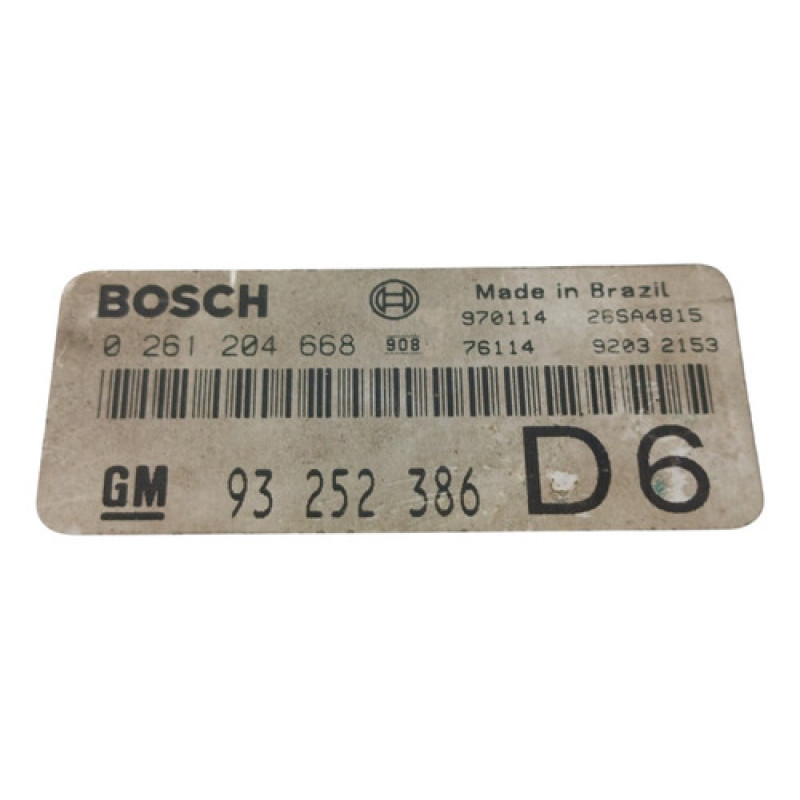 BOSCH Made in Brazil
970114 26SA4815
0 261 204 668 908 76114 9203 2153
GM 93 252 386 D6